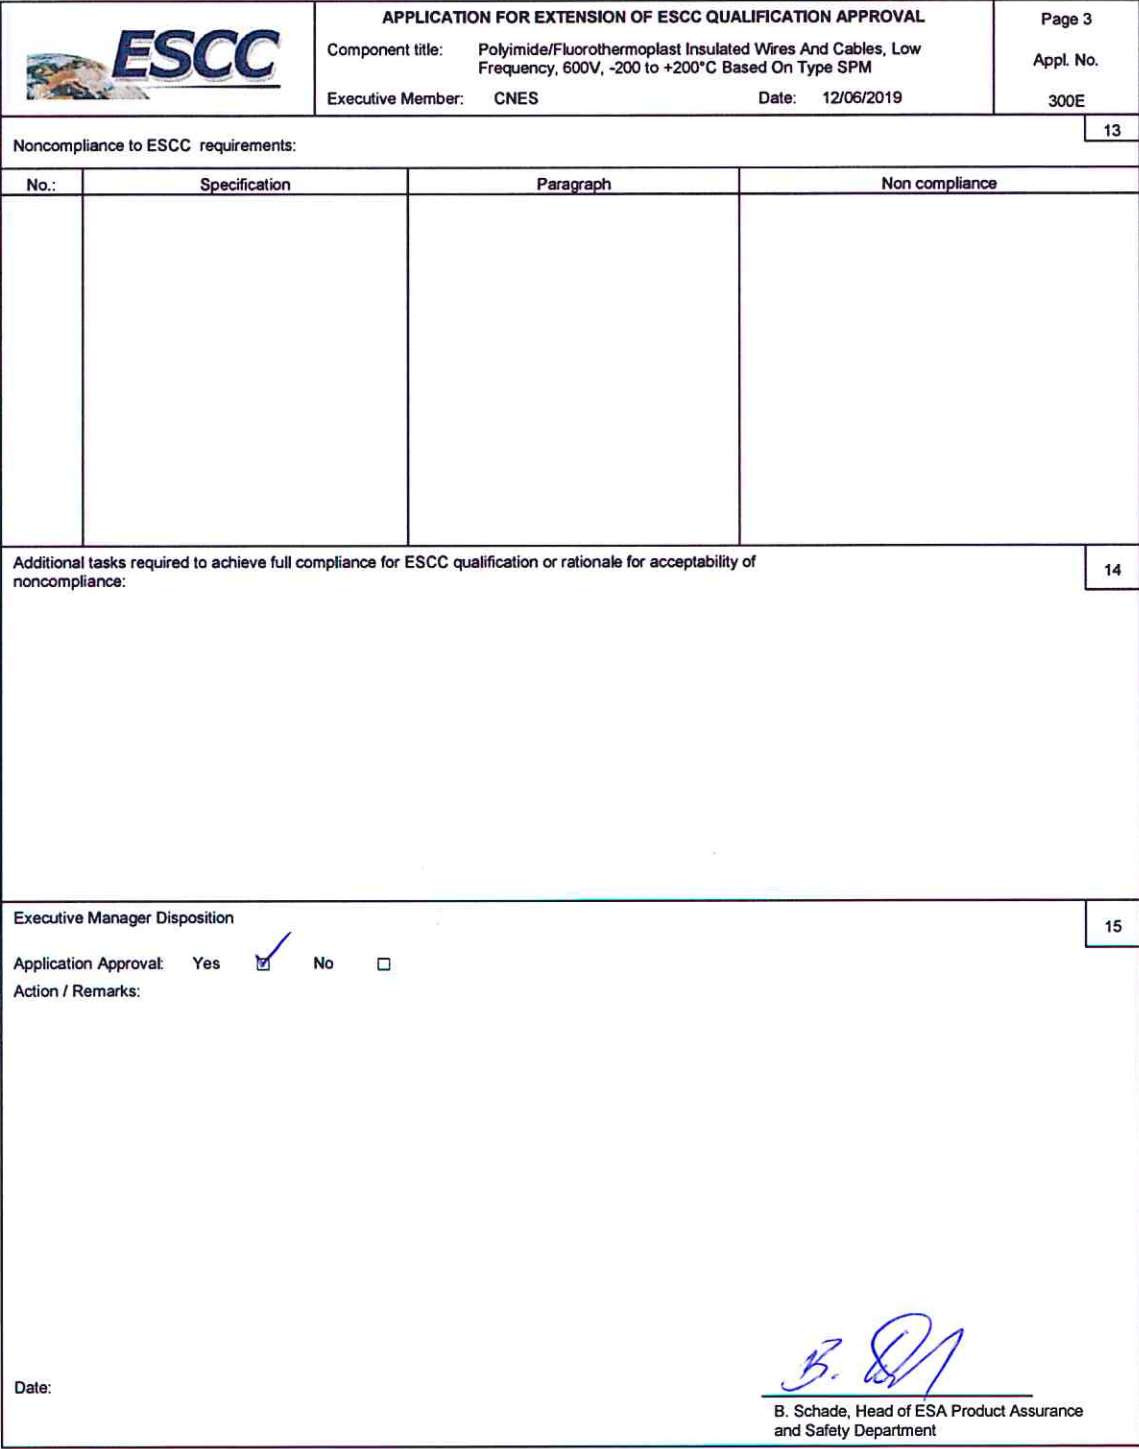 ESCC
APPLICATION FOR EXTENSION OF ESCC QUALIFICATION APPROVAL
Component title: Polyimide/Fluorothermoplast Insulated Wires And Cables, Low
Frequency, 600V, -200 to +200°C Based On Type SPM
Executive Member: CNES Date: 12/06/2019
Page 3
Appl. No.
300E
13
Noncompliance to ESCC requirements:
No.: Specification Paragraph Non compliance
Additional tasks required to achieve full compliance for ESCC qualification or rationale for acceptability of
noncompliance:
14
Executive Manager Disposition
15
Application Approval: Yes No
Action / Remarks:
Date:
B.
B. Schade, Head of ESA Product Assurance
and Safety Department